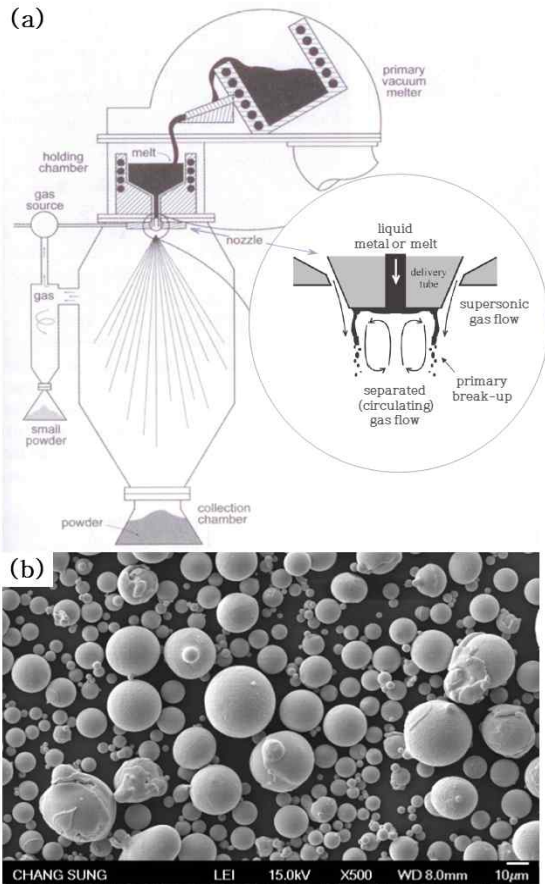 (a)
primary
vacuum
melter
melt
holding
chamber
gas
source
nozzle
liquid
metal or melt
delivery
tube
gas
supersonic
gas flow
primary
break-up
separated
(circulating)
gas flow
small
powder
collection
chamber
powder
(b)
CHANG SUNG LEI 15.0kV X500 WD 8.0mm 10μm